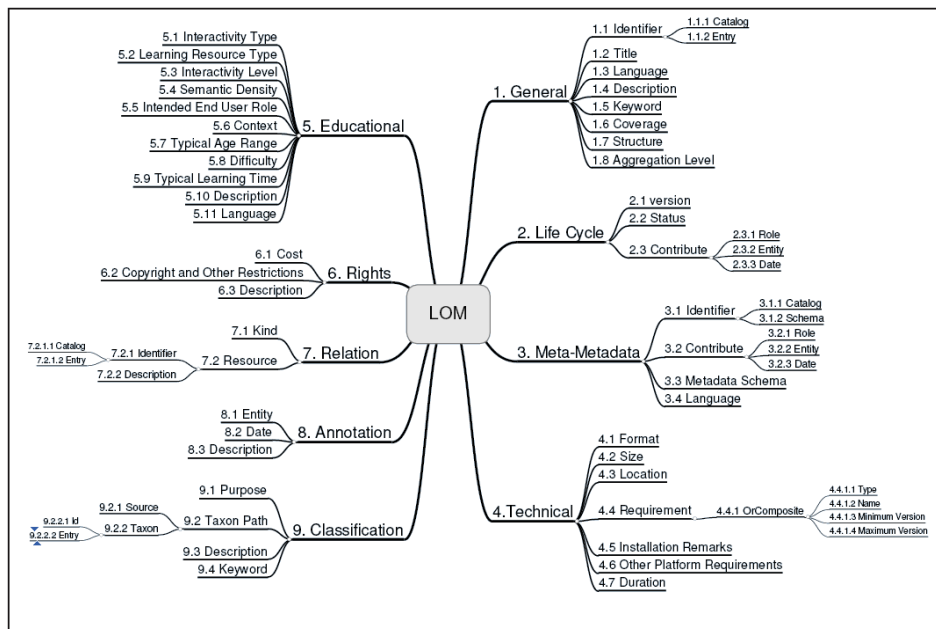 LOM
1. General
1.1 Identifier
1.1.1 Catalog
1.1.2 Entry
1.2 Title
1.3 Language
1.4 Description
1.5 Keyword
1.6 Coverage
1.7 Structure
1.8 Aggregation Level
2. Life Cycle
2.1 version
2.2 Status
2.3 Contribute
2.3.1 Role
2.3.2 Entity
2.3.3 Date
3. Meta-Metadata
3.1 Identifier
3.1.1 Catalog
3.1.2 Schema
3.2 Contribute
3.2.1 Role
3.2.2 Entity
3.2.3 Date
3.3 Metadata Schema
3.4 Language
4.Technical
4.1 Format
4.2 Size
4.3 Location
4.4 Requirement
4.4.1 OrComposite
4.4.1.1 Type
4.4.1.2 Name
4.4.1.3 Minimum Version
4.4.1.4 Maximum Version
4.5 Installation Remarks
4.6 Other Platform Requirements
4.7 Duration
5. Educational
5.1 Interactivity Type
5.2 Learning Resource Type
5.3 Interactivity Level
5.4 Semantic Density
5.5 Intended End User Role
5.6 Context
5.7 Typical Age Range
5.8 Difficulty
5.9 Typical Learning Time
5.10 Description
5.11 Language
6. Rights
6.1 Cost
6.2 Copyright and Other Restrictions
6.3 Description
7. Relation
7.1 Kind
7.2 Resource
7.2.1 Identifier
7.2.1.1 Catalog
7.2.1.2 Entry
7.2.2 Description
8. Annotation
8.1 Entity
8.2 Date
8.3 Description
9. Classification
9.1 Purpose
9.2 Taxon Path
9.2.1 Source
9.2.2 Taxon
9.2.2.1 Id
9.2.2.2 Entry
9.3 Description
9.4 Keyword